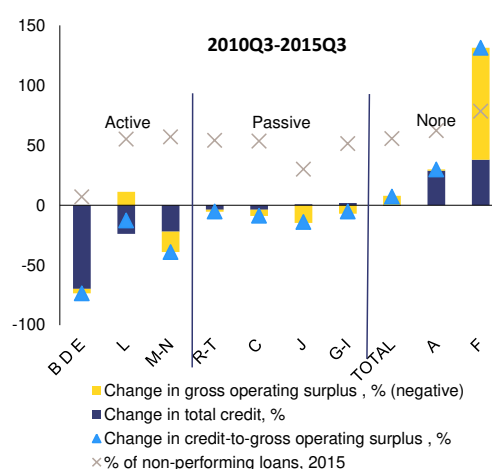 2010Q3-2015Q3
150
100
50
0
-50
-100
Active
Passive
None
B D E
L
M-N
R-T
C
J
G-I
TOTAL
A
F
Change in gross operating surplus , % (negative)
Change in total credit, %
Change in credit-to-gross operating surplus , %
% of non-performing loans, 2015